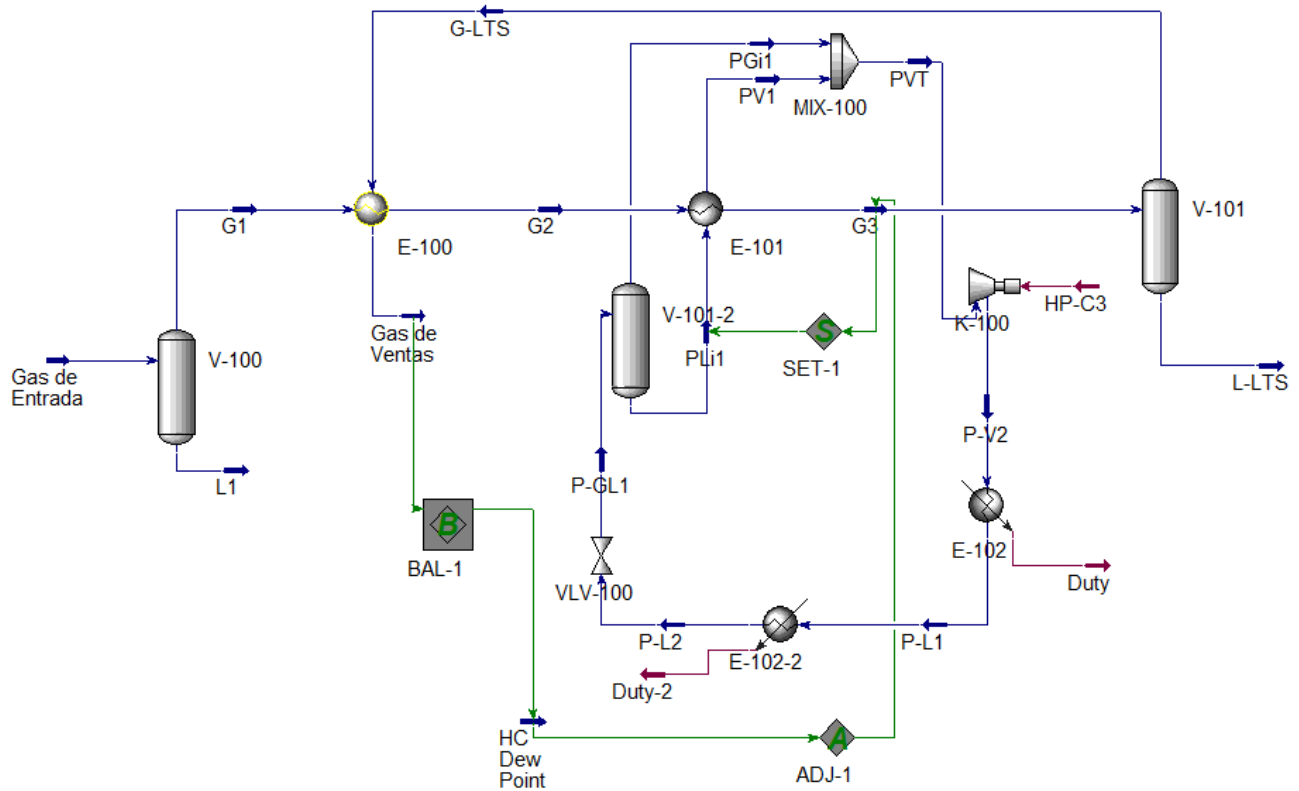 G-LTS
PGi1
PV1
MIX-100
PVT
G1
E-100
G2
E-101
G3
V-101
V-100
Gas de
Entrada
L1
Gas de
Ventas
V-101-2
PLi1
S
SET-1
K-100
HP-C3
L-LTS
P-V2
P-GL1
B
BAL-1
VLV-100
E-102
Duty
P-L2
E-102-2
P-L1
Duty-2
HC
Dew
Point
A
ADJ-1